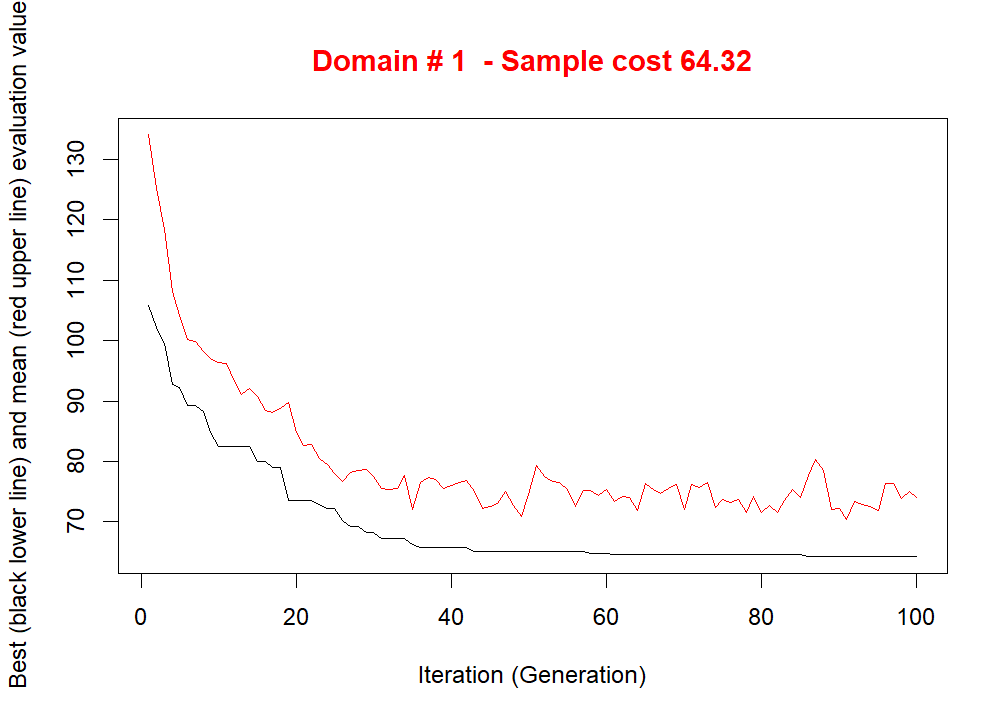 Domain # 1  - Sample cost 64.32
Best (black lower line) and mean (red upper line) evaluation value
130
120
110
100
90
80
70
0 20 40 60 80 100
Iteration (Generation)